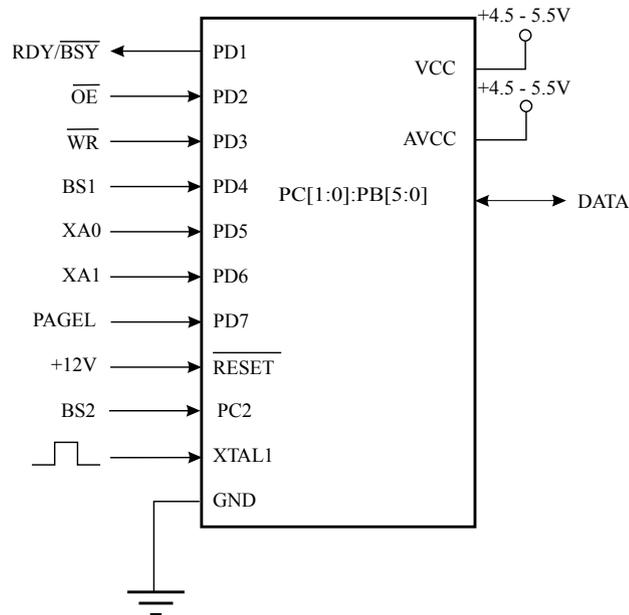 +4.5 - 5.5V
RDY/BSY PD1
VCC
+4.5 - 5.5V
OE PD2
WR PD3
AVCC
BS1 PD4
PC[1:0]:PB[5:0]
DATA
XA0 PD5
XA1 PD6
PAGEL PD7
+12V RESET
BS2 PC2
XTAL1
GND